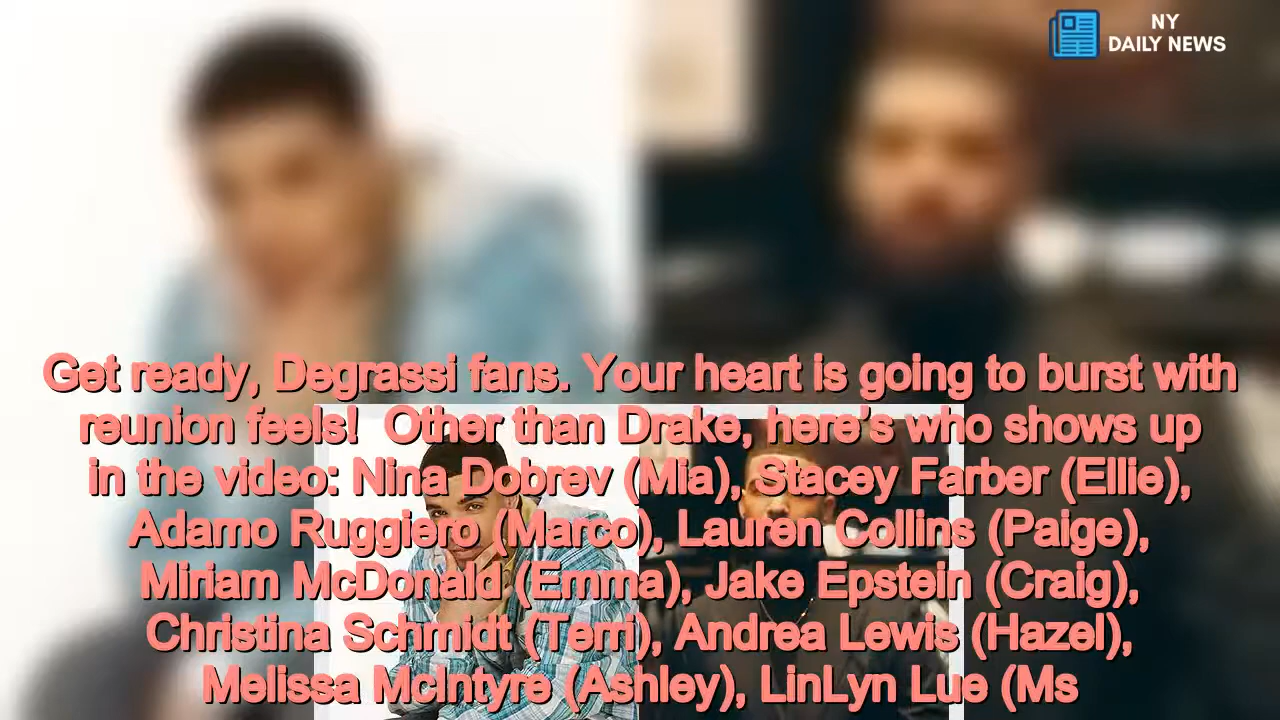 NY
DAILY NEWS
Get ready, Degrassi fans. Your heart is going to burst with
reunion feels!  Other than Drake, here's who shows up
in the video: Nina Dobrev (Mia), Stacey Farber (Ellie),
Adamo Ruggiero (Marco), Lauren Collins (Paige),
Miriam McDonald (Emma), Jake Epstein (Craig),
Christina Schmidt (Terri), Andrea Lewis (Hazel),
Melissa McIntyre (Ashley), LinLyn Lue (Ms